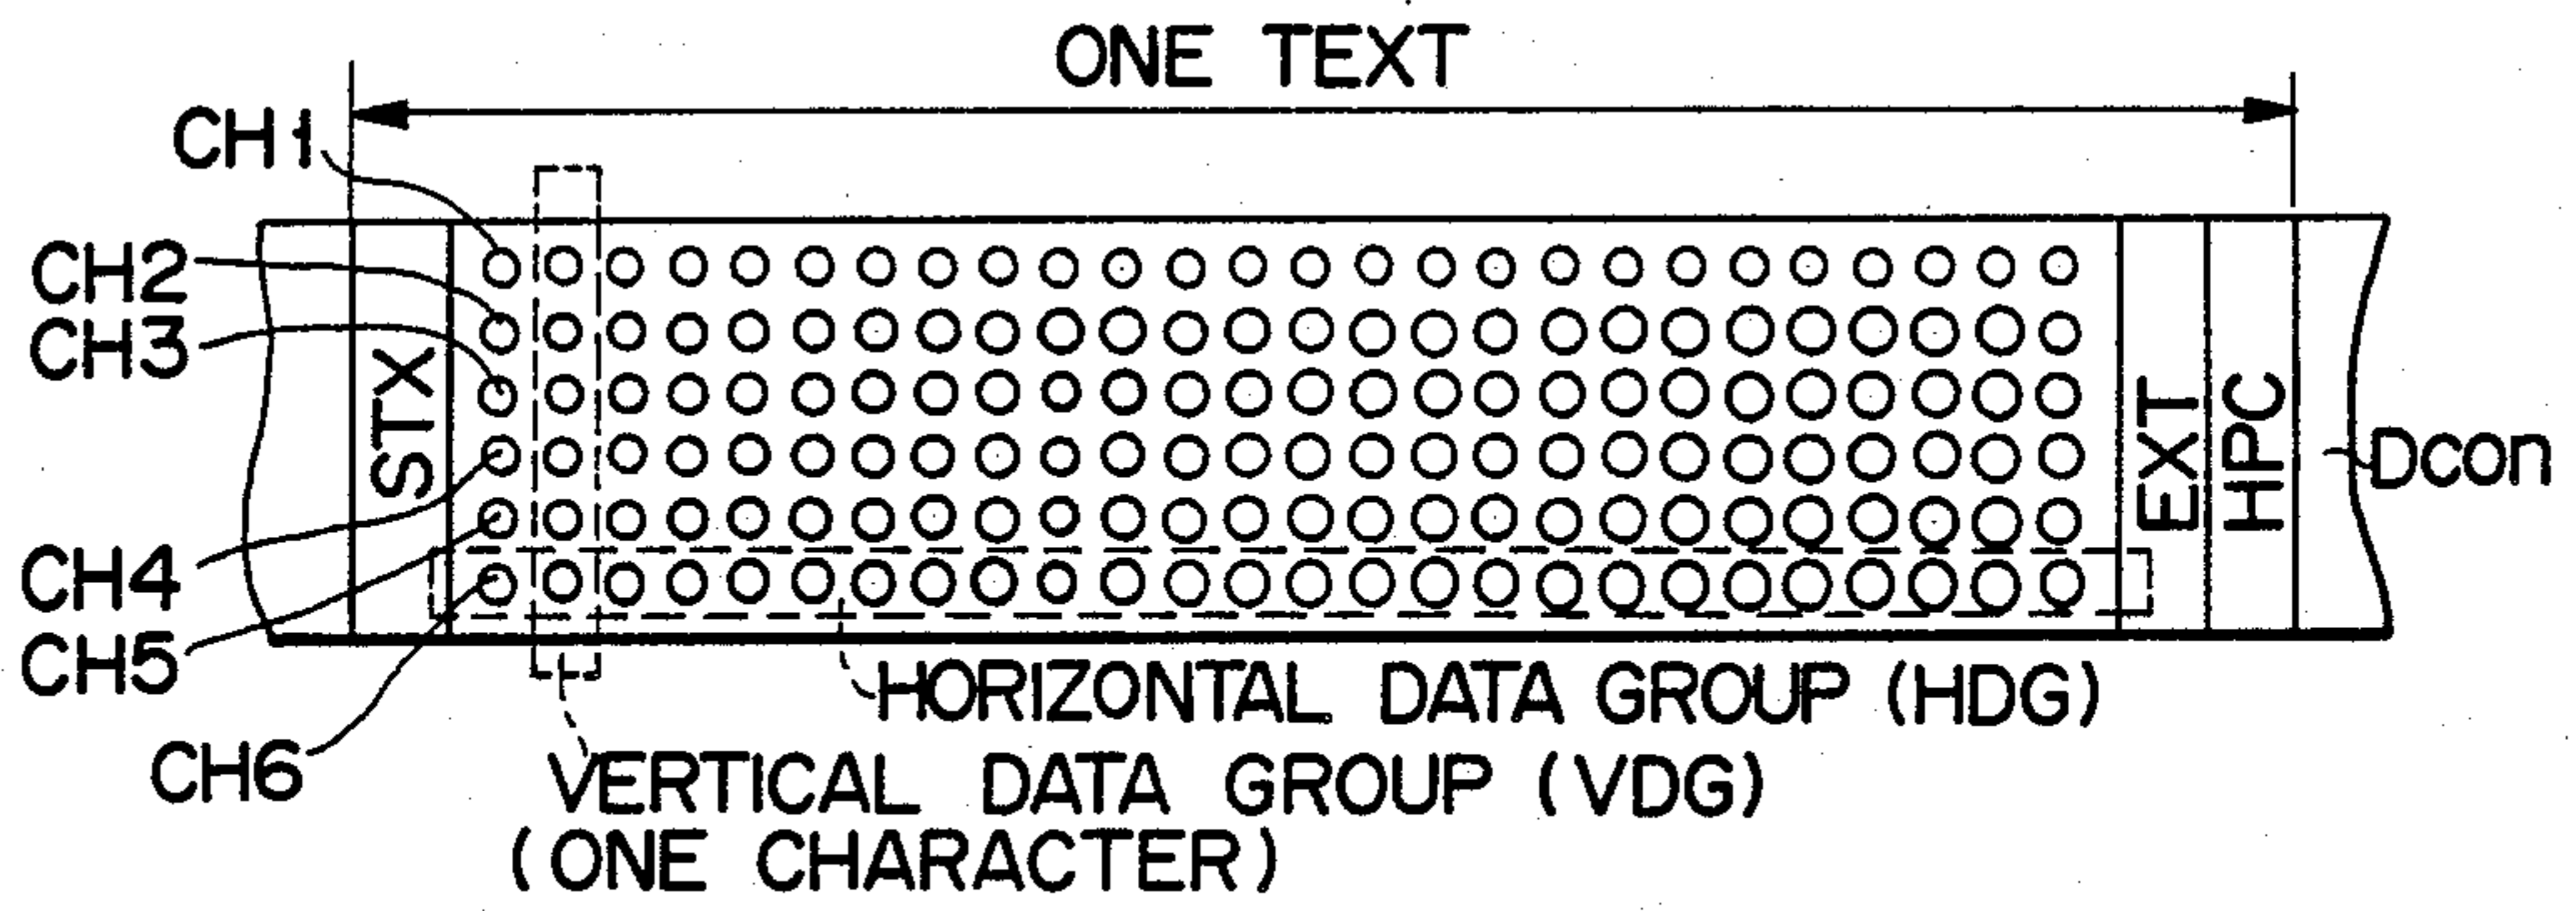 ONE TEXT
CH1
CH2
CH3
STX
EXT
HPC
Dcon
CH4
CH5
CH6
HORIZONTAL DATA GROUP (HDG)
VERTICAL DATA GROUP (VDG)
(ONE CHARACTER)